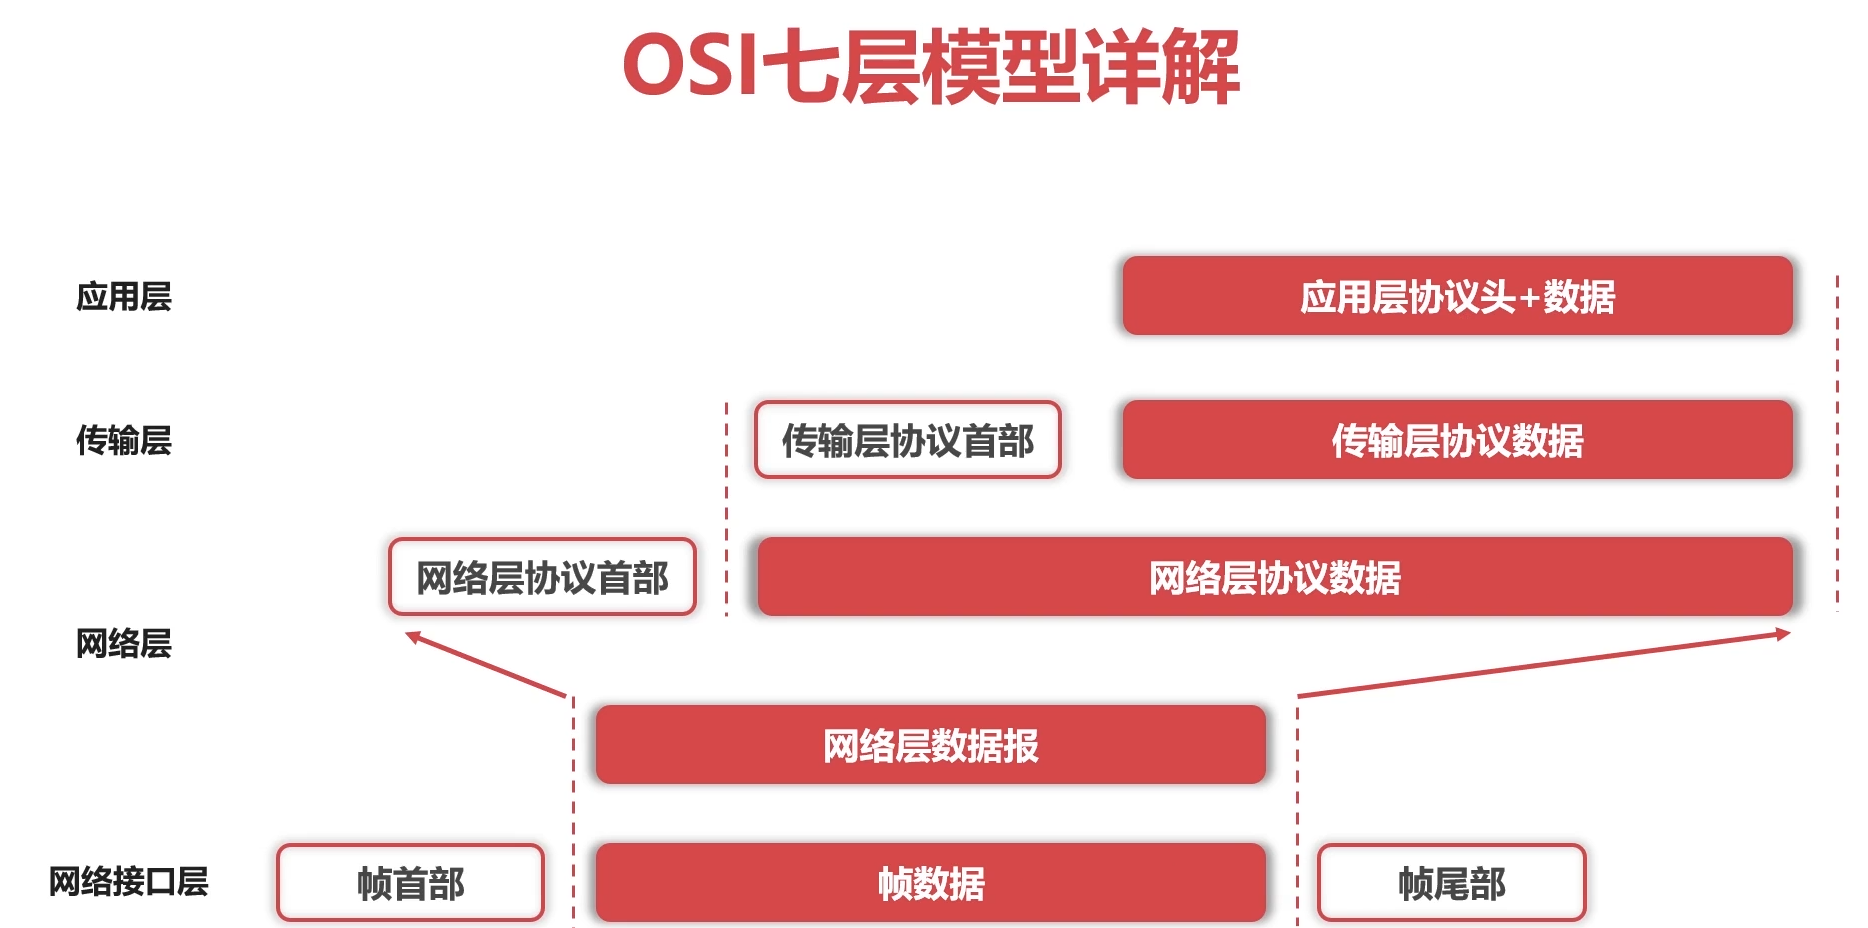 OSI七层模型详解
应用层
应用层协议头+数据
传输层
传输层协议首部
传输层协议数据
网络层协议首部
网络层协议数据
网络层
网络层数据报
网络接口层
帧首部
帧数据
帧尾部